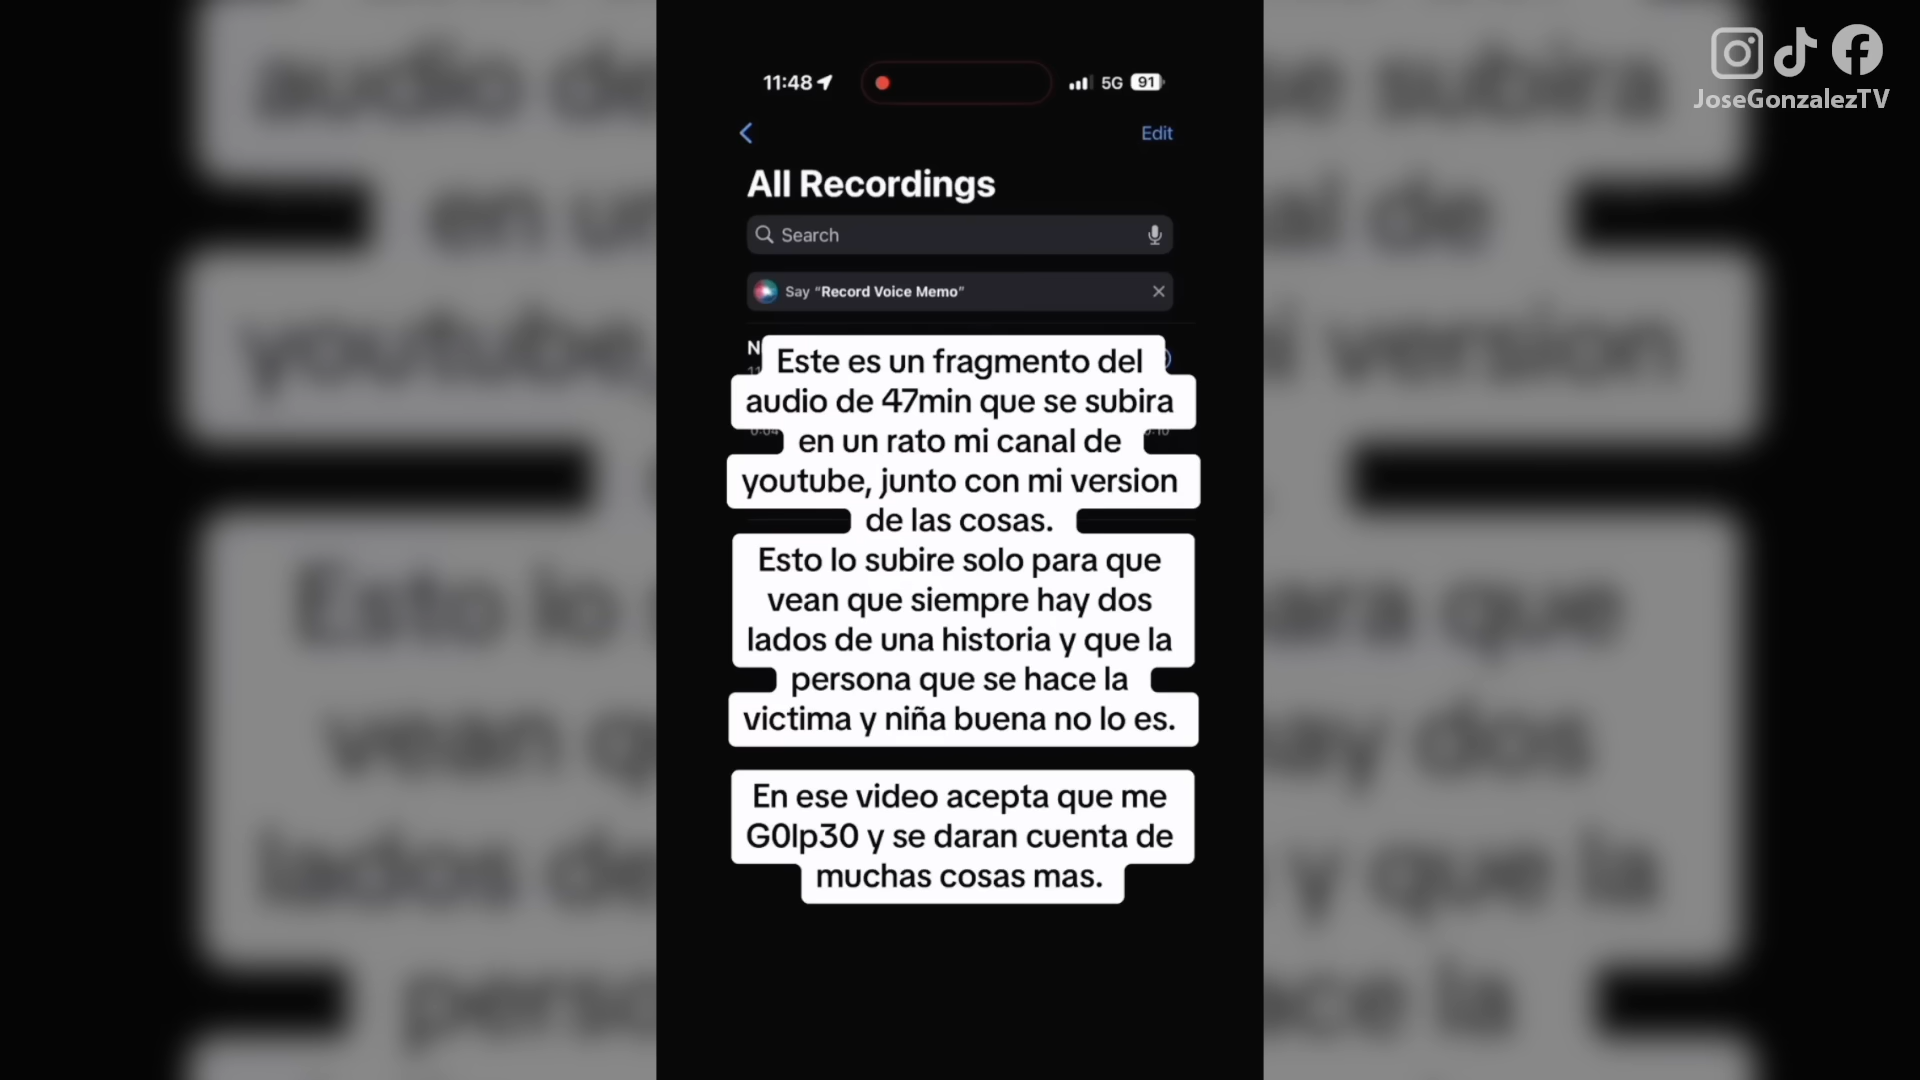 JoseGonzalezTV
11:48
5G
91
Edit
All Recordings
Search
Say “Record Voice Memo”
Este es un fragmento del
audio de 47min que se subira
en un rato mi canal de
youtube, junto con mi version
de las cosas.
Esto lo subire solo para que
vean que siempre hay dos
lados de una historia y que la
persona que se hace la
victima y niña buena no lo es.
En ese video acepta que me
G0lp30 y se daran cuenta de
muchas cosas mas.